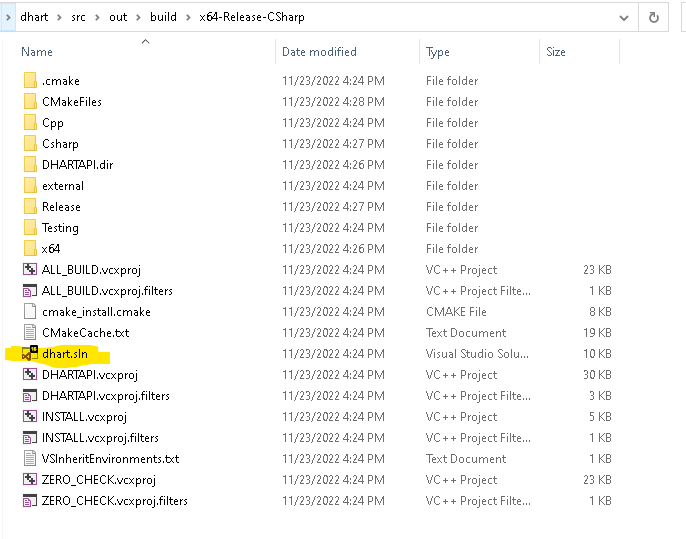 dhart > src > out > build > x64-Release-CSharp
Name Date modified Type Size
.cmake 11/23/2022 4:24 PM File folder
CMakeFiles 11/23/2022 4:28 PM File folder
Cpp 11/23/2022 4:24 PM File folder
Csharp 11/23/2022 4:27 PM File folder
DHARTAPI.dir 11/23/2022 4:26 PM File folder
external 11/23/2022 4:24 PM File folder
Release 11/23/2022 4:27 PM File folder
Testing 11/23/2022 4:24 PM File folder
x64 11/23/2022 4:26 PM File folder
ALL_BUILD.vcxproj 11/23/2022 4:24 PM VC++ Project 23 KB
ALL_BUILD.vcxproj.filters 11/23/2022 4:24 PM VC++ Project Filte... 1 KB
cmake_install.cmake 11/23/2022 4:24 PM CMAKE File 8 KB
CMakeCache.txt 11/23/2022 4:24 PM Text Document 19 KB
dhart.sln 11/23/2022 4:24 PM Visual Studio Solu... 10 KB
DHARTAPI.vcxproj 11/23/2022 4:24 PM VC++ Project 30 KB
DHARTAPI.vcxproj.filters 11/23/2022 4:24 PM VC++ Project Filte... 3 KB
INSTALL.vcxproj 11/23/2022 4:24 PM VC++ Project 5 KB
INSTALL.vcxproj.filters 11/23/2022 4:24 PM VC++ Project Filte... 1 KB
VSInheritEnvironments.txt 11/23/2022 4:24 PM Text Document 1 KB
ZERO_CHECK.vcxproj 11/23/2022 4:24 PM VC++ Project 23 KB
ZERO_CHECK.vcxproj.filters 11/23/2022 4:24 PM VC++ Project Filte... 1 KB